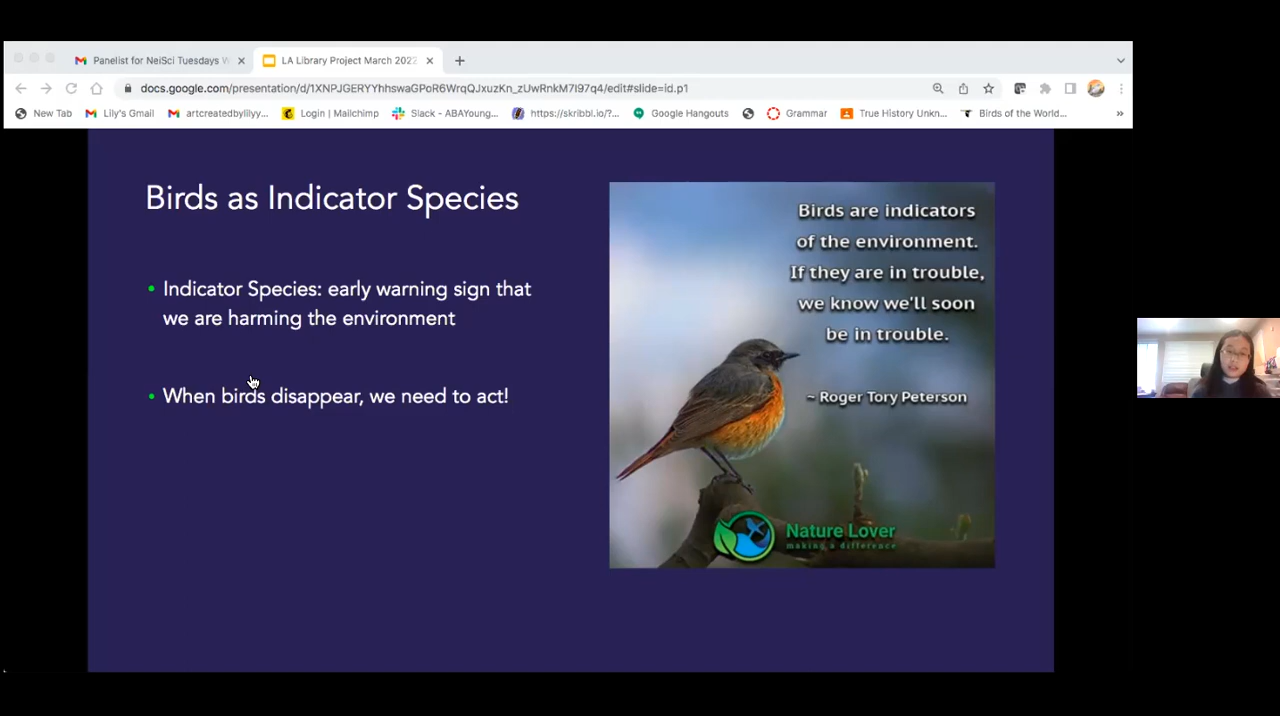 Panelist for NeiSci Tuesdays W
LA Library Project March 2022
docs.google.com/presentation/d/1XNPJGERYYhhswaGPoR6WrqQJxuzKn_zUwRnkM7l97q4/edit#slide=id.p1
New Tab Lily's Gmail artcreatedbylilyy... Login | Mailchimp Slack - ABAYoung... https://skribbl.io/?... Google Hangouts Grammar True History Unkn... Birds of the World...
Birds as Indicator Species
• Indicator Species: early warning sign that
we are harming the environment
• When birds disappear, we need to act!
Birds are indicators
of the environment.
If they are in trouble,
we know we'll soon
be in trouble.
~ Roger Tory Peterson
Nature Lover
making a difference